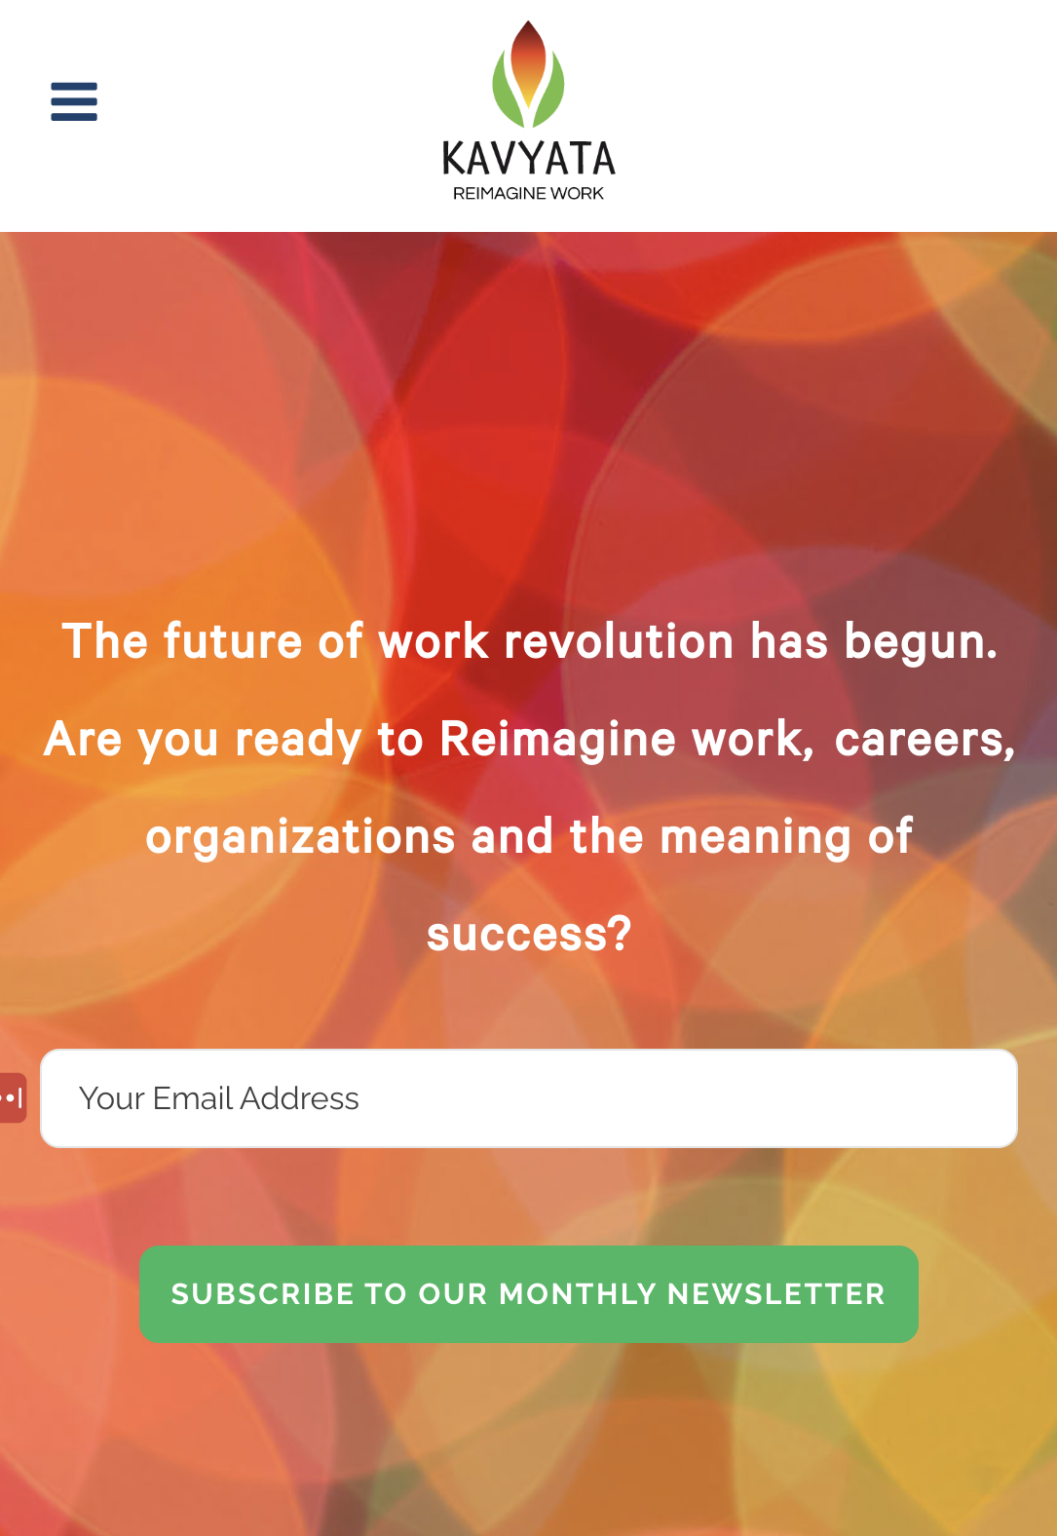 KAVYATA
REIMAGINE WORK
The future of work revolution has begun.
Are you ready to Reimagine work, careers,
organizations and the meaning of
success?
Your Email Address
SUBSCRIBE TO OUR MONTHLY NEWSLETTER